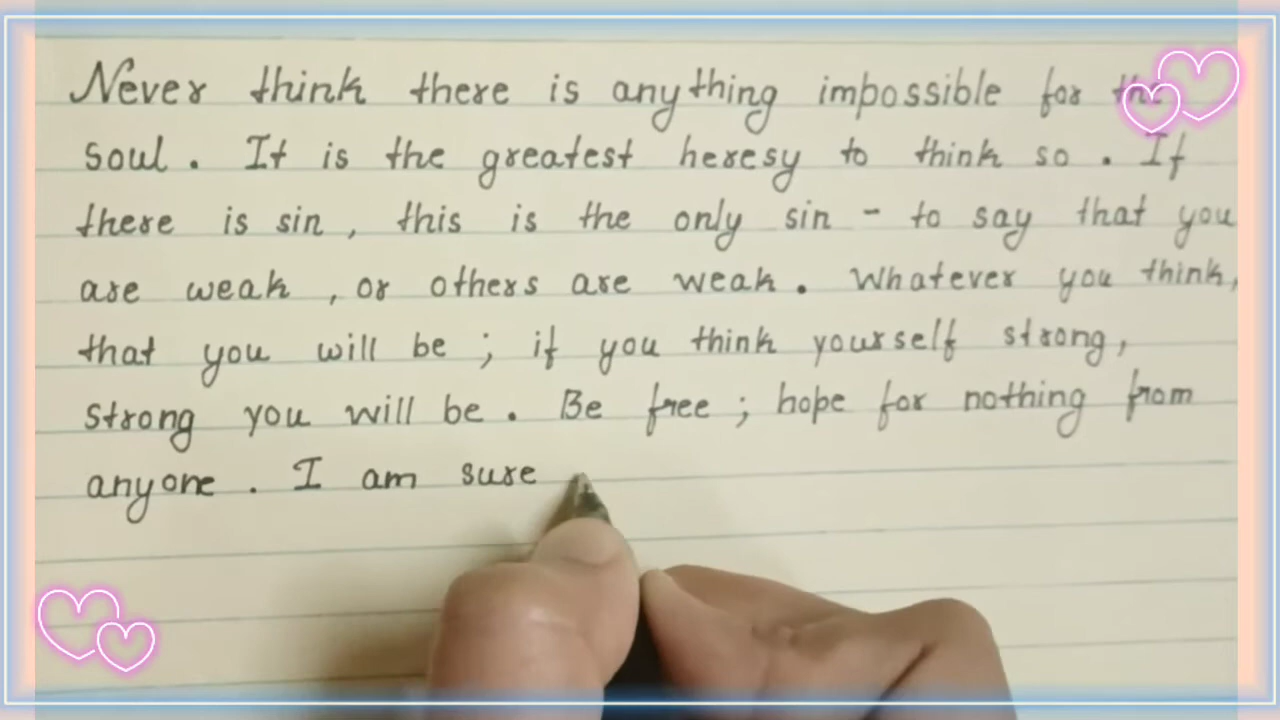 Never think there is anything impossible for the
soul. It is the greatest heresy to think so. If
there is sin, this is the only sin - to say that you
are weak, or others are weak. Whatever you think,
that you will be; if you think yourself strong,
strong you will be. Be free; hope for nothing from
anyone. I am sure